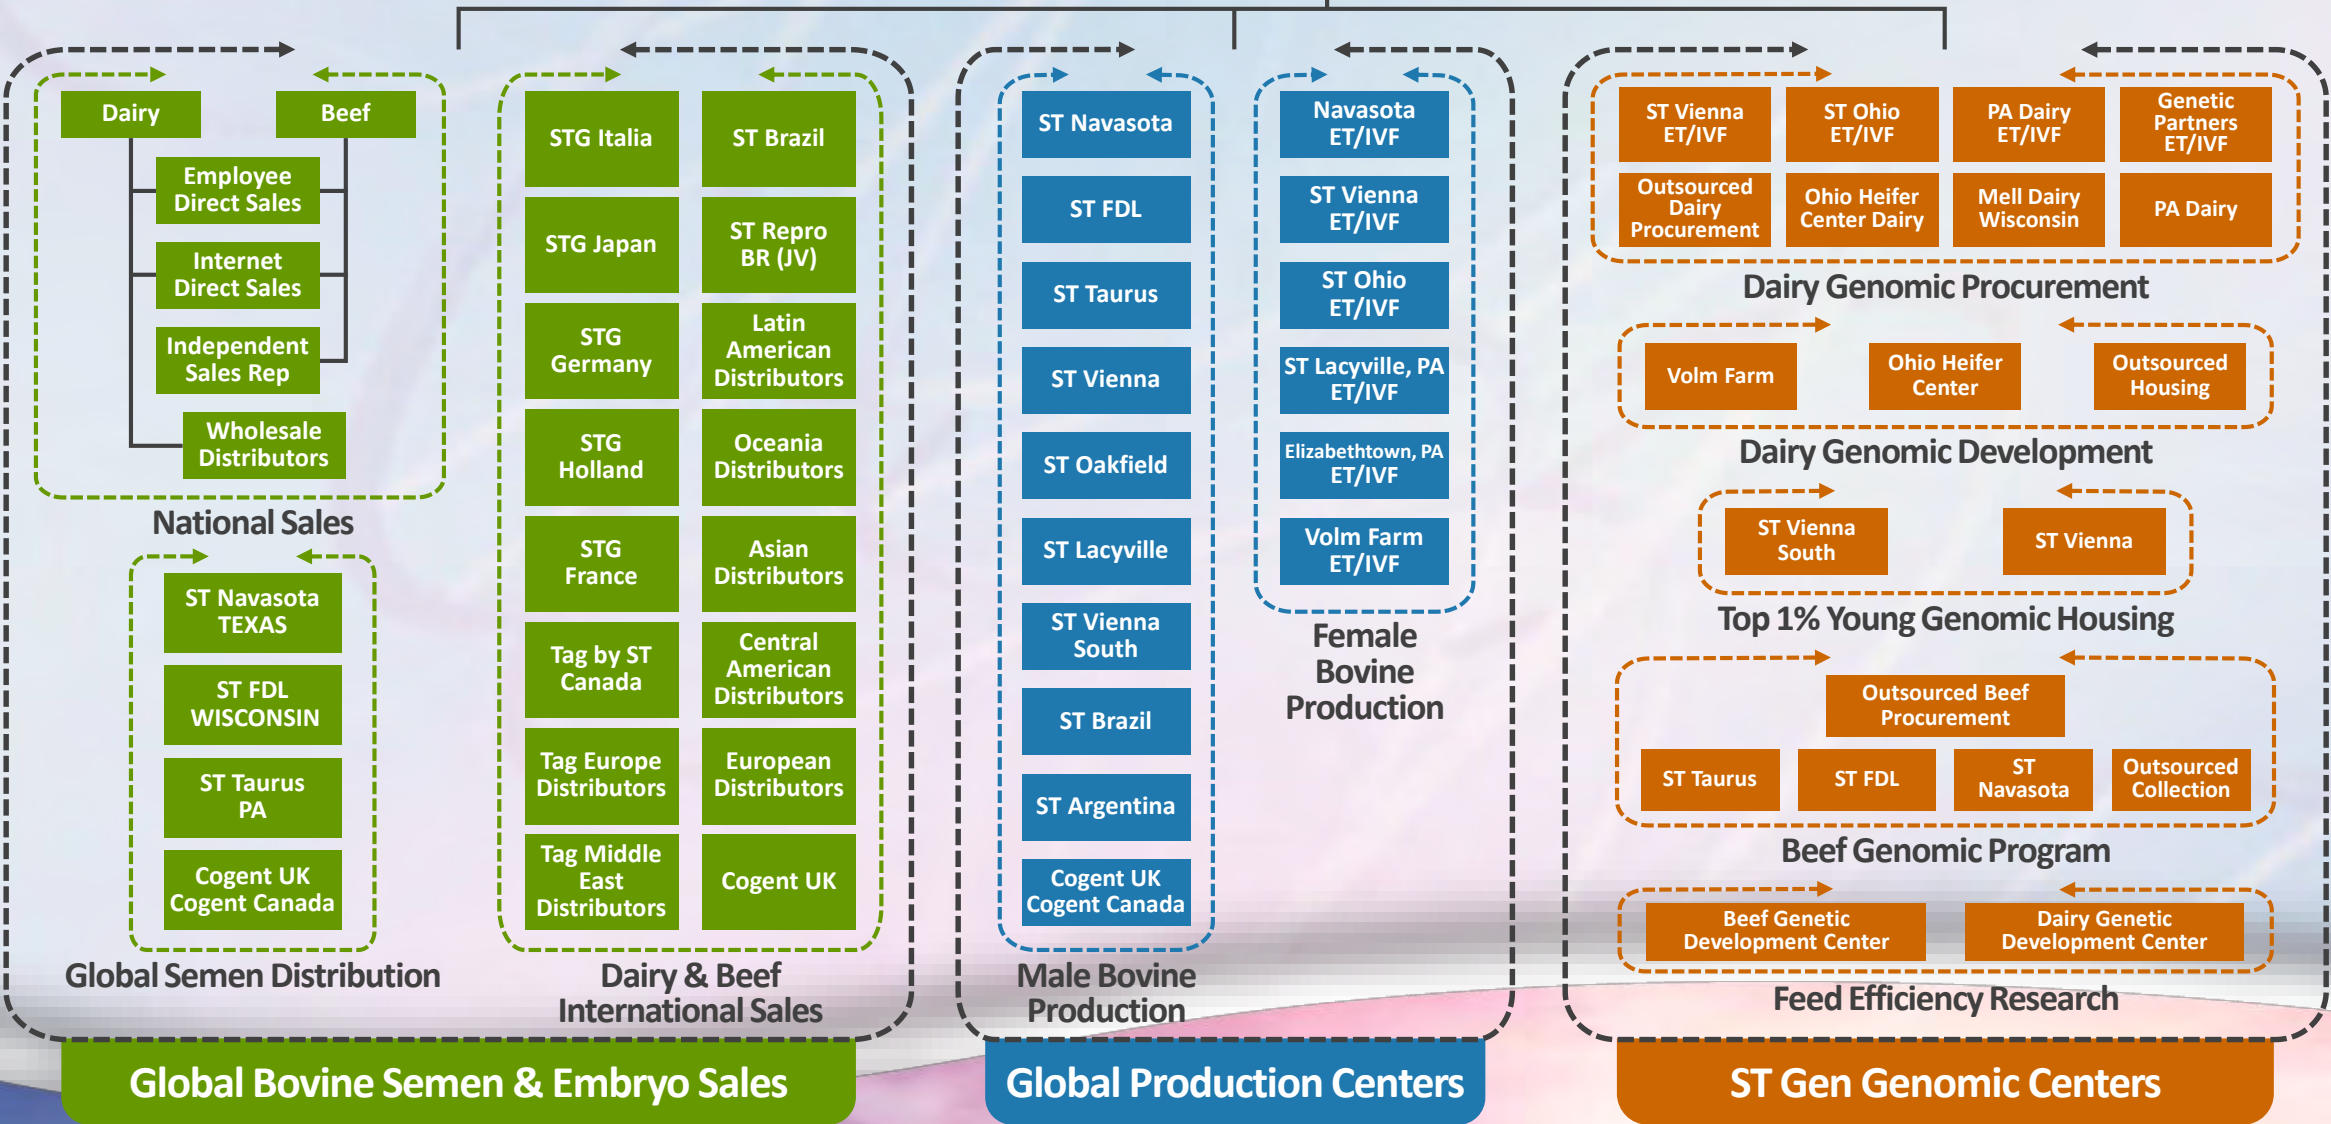 Dairy
Beef
Employee
Direct Sales
Internet
Direct Sales
Independent
Sales Rep
Wholesale
Distributors
National Sales
ST Navasota
TEXAS
ST FDL
WISCONSIN
ST Taurus
PA
Cogent UK
Cogent Canada
Global Semen Distribution
STG Italia
ST Brazil
STG Japan
ST Repro
BR (JV)
STG
Germany
Latin
American
Distributors
STG
Holland
Oceania
Distributors
STG
France
Asian
Distributors
Tag by ST
Canada
Central
American
Distributors
Tag Europe
Distributors
European
Distributors
Tag Middle
East
Distributors
Cogent UK
Dairy & Beef
International Sales
Global Bovine Semen & Embryo Sales
ST Navasota
ST FDL
ST Taurus
ST Vienna
ST Oakfield
ST Lacyville
ST Vienna
South
ST Brazil
ST Argentina
Cogent UK
Cogent Canada
Male Bovine
Production
Navasota
ET/IVF
ST Vienna
ET/IVF
ST Ohio
ET/IVF
ST Lacyville, PA
ET/IVF
Elizabethtown, PA
ET/IVF
Volm Farm
ET/IVF
Female
Bovine
Production
Global Production Centers
ST Vienna
ET/IVF
ST Ohio
ET/IVF
PA Dairy
ET/IVF
Genetic
Partners
ET/IVF
Outsourced
Dairy
Procurement
Ohio Heifer
Center Dairy
Mell Dairy
Wisconsin
PA Dairy
Dairy Genomic Procurement
Volm Farm
Ohio Heifer
Center
Outsourced
Housing
Dairy Genomic Development
ST Vienna
South
ST Vienna
Top 1% Young Genomic Housing
Outsourced Beef
Procurement
ST Taurus
ST FDL
ST
Navasota
Outsourced
Collection
Beef Genomic Program
Beef Genetic
Development Center
Dairy Genetic
Development Center
Feed Efficiency Research
ST Gen Genomic Centers